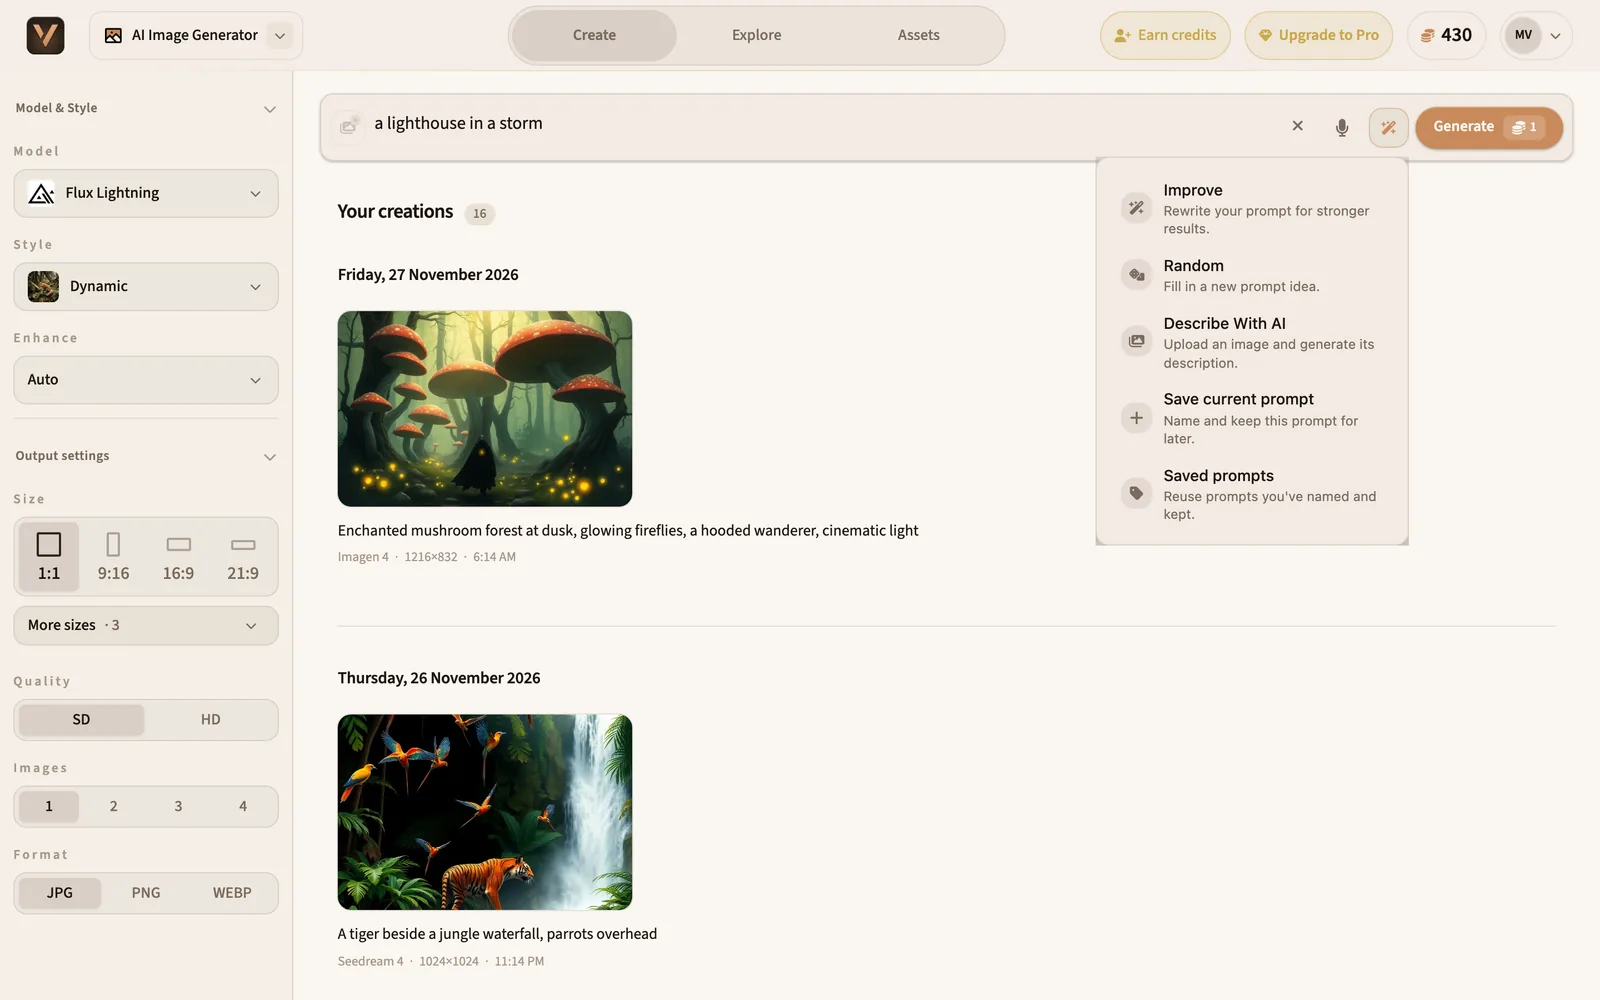 AI Image Generator
Create
Explore
Assets
Earn credits
Upgrade to Pro
430
MV
Model & Style
Model
Flux Lightning
Style
Dynamic
Enhance
Auto
Output settings
Size
1:1
9:16
16:9
21:9
More sizes · 3
Quality
SD
HD
Images
1
2
3
4
Format
JPG
PNG
WEBP
a lighthouse in a storm
Generate
1
Your creations 16
Friday, 27 November 2026
Enchanted mushroom forest at dusk, glowing fireflies, a hooded wanderer, cinematic light
Imagen 4 · 1216×832 · 6:14 AM
Thursday, 26 November 2026
A tiger beside a jungle waterfall, parrots overhead
Seedream 4 · 1024×1024 · 11:14 PM
Improve
Rewrite your prompt for stronger
results.
Random
Fill in a new prompt idea.
Describe With AI
Upload an image and generate its
description.
Save current prompt
Name and keep this prompt for
later.
Saved prompts
Reuse prompts you've named and
kept.